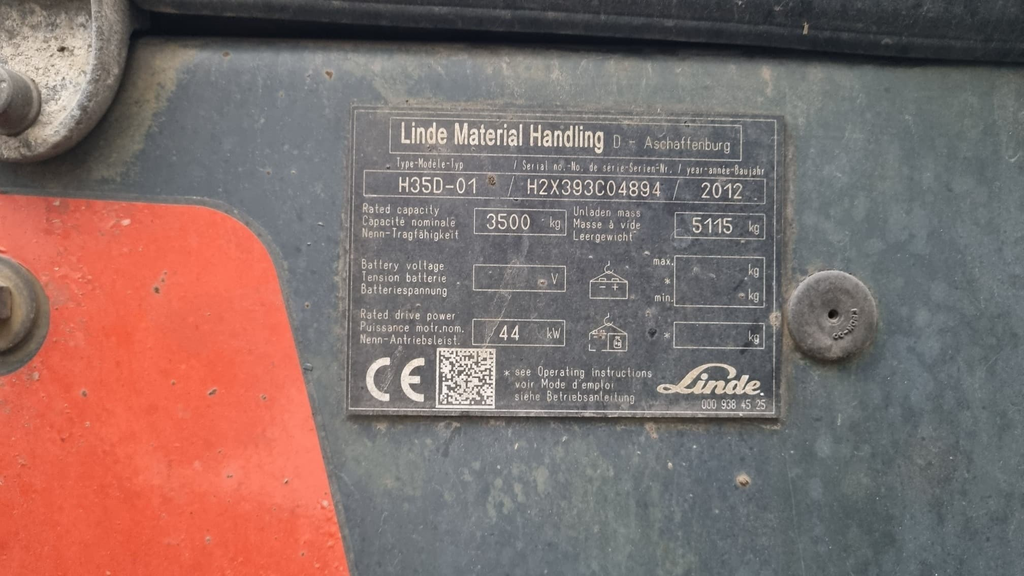 Linde Material Handling D - Aschaffenburg
Type-Modèle-Typ / Serial no.-No. de série-Serien-Nr. / year-année-Baujahr
H35D-01 / H2X393C04894 / 2012
Rated capacity
Capacité nominale
Nenn-Tragfähigkeit
3500 kg
Unladen mass
Masse à vide
Leergewicht
5115 kg
Battery voltage
Tension batterie
Batteriespannung
V
- +
max. kg
*
min. kg
Rated drive power
Puissance motr.nom.
Nenn-Antriebsleist.
44 kW
* kg
CE
* see Operating instructions
voir Mode d'emploi
siehe Betriebsanleitung
Linde
000 938 45 25